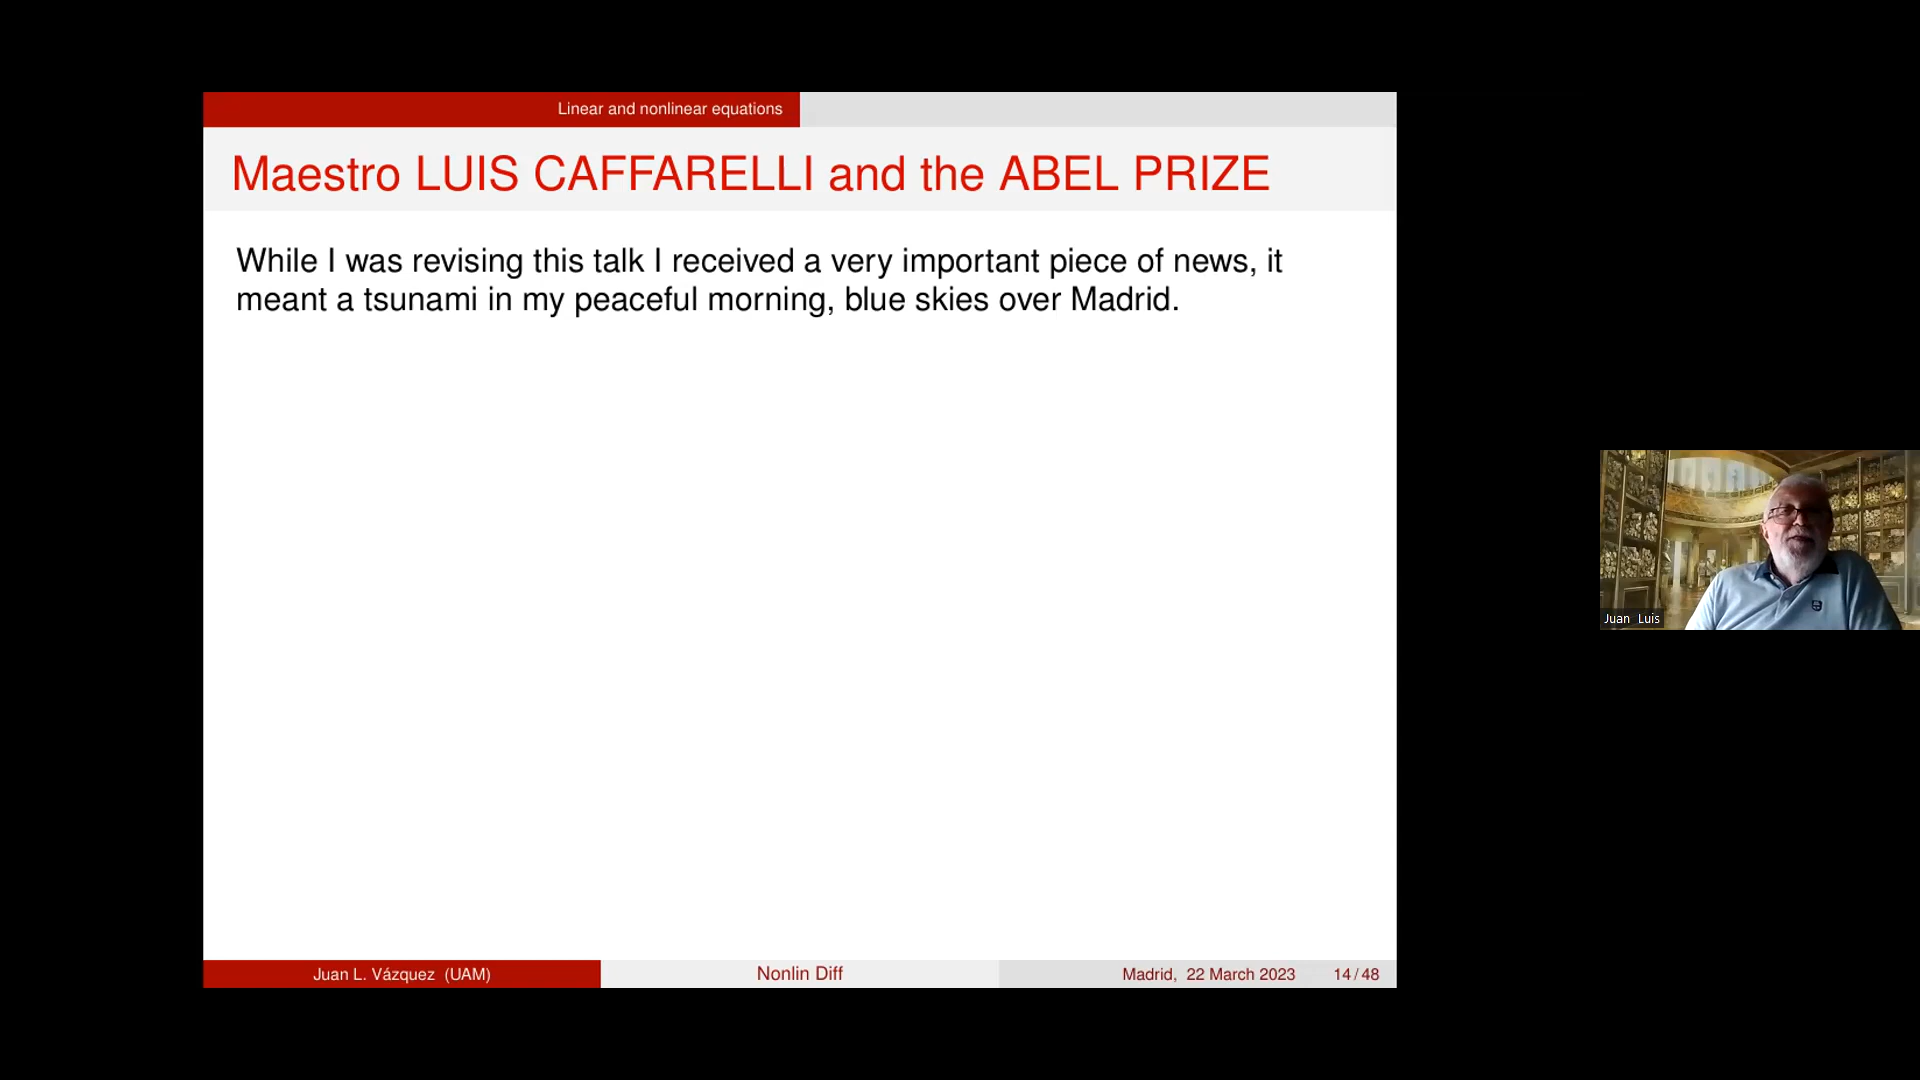 Linear and nonlinear equations
Maestro LUIS CAFFARELLI and the ABEL PRIZE
While I was revising this talk I received a very important piece of news, it
meant a tsunami in my peaceful morning, blue skies over Madrid.
Juan Luis
Juan L. Vázquez (UAM)
Nonlin Diff
Madrid, 22 March 2023
14/48